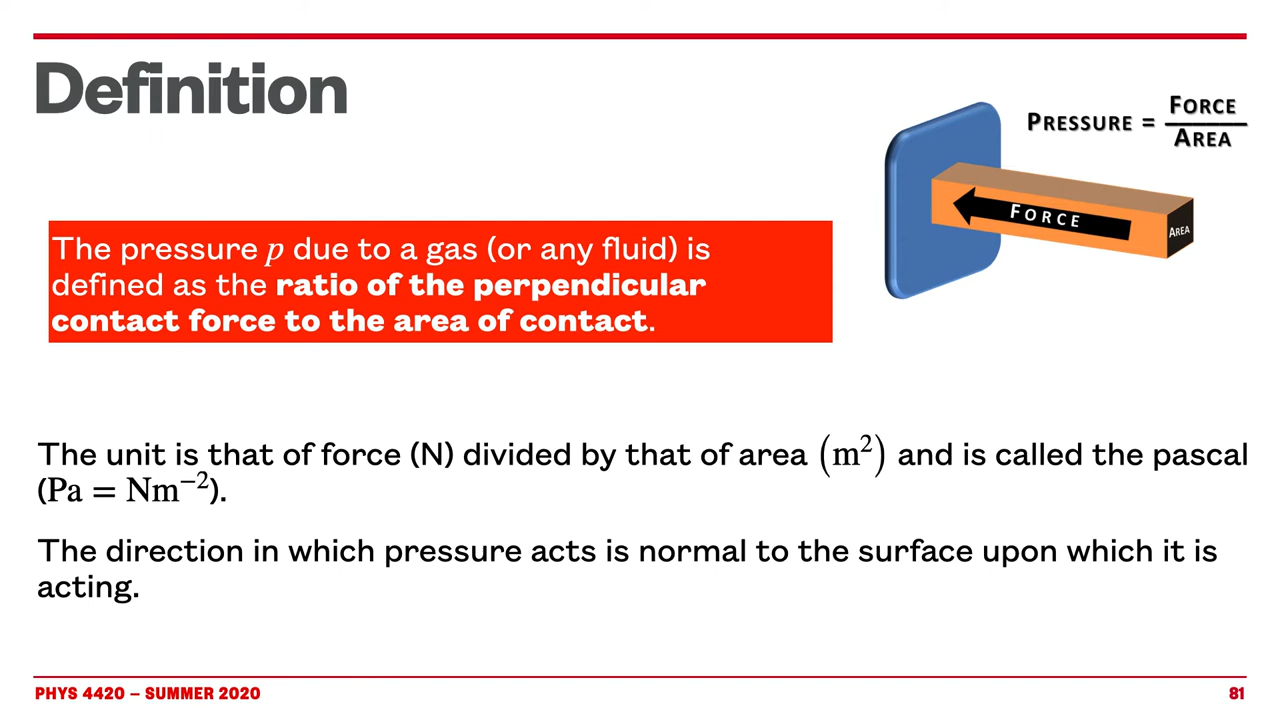 Definition
PRESSURE = FORCE
AREA
FORCE
AREA
The pressure p due to a gas (or any fluid) is
defined as the ratio of the perpendicular
contact force to the area of contact.
The unit is that of force (N) divided by that of area (m²) and is called the pascal
(Pa = Nm⁻²).
The direction in which pressure acts is normal to the surface upon which it is
acting.
PHYS 4420 – SUMMER 2020
81